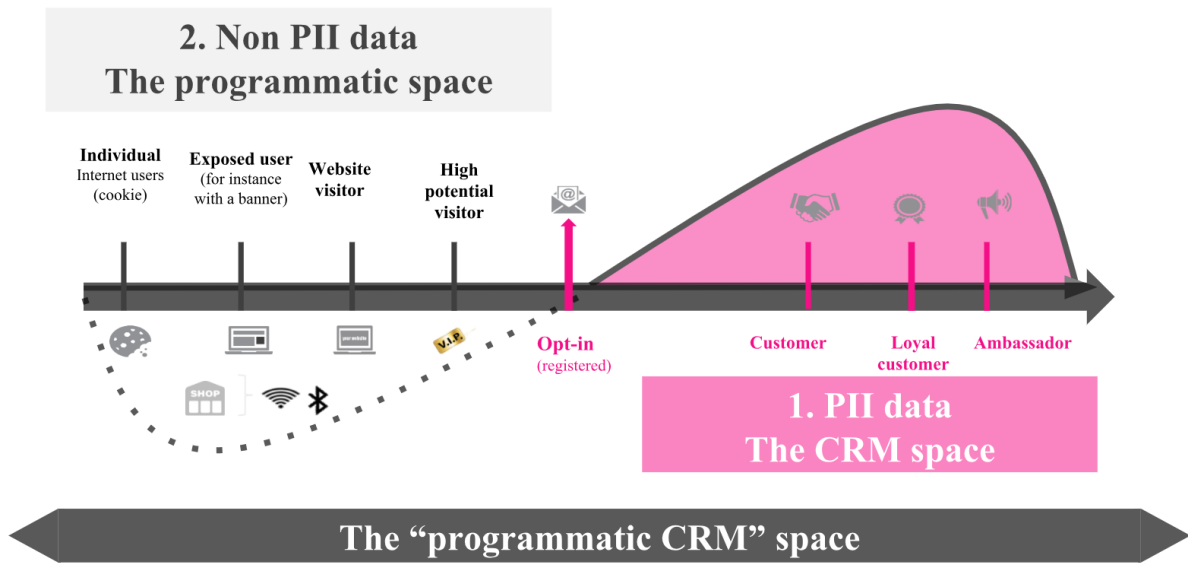 2. Non PII data
The programmatic space
Individual
Internet users
(cookie)
Exposed user
(for instance
with a banner)
Website
visitor
High
potential
visitor
@
your website
V.I.P.
SHOP
Opt-in
(registered)
Customer
Loyal
customer
Ambassador
1. PII data
The CRM space
The “programmatic CRM” space